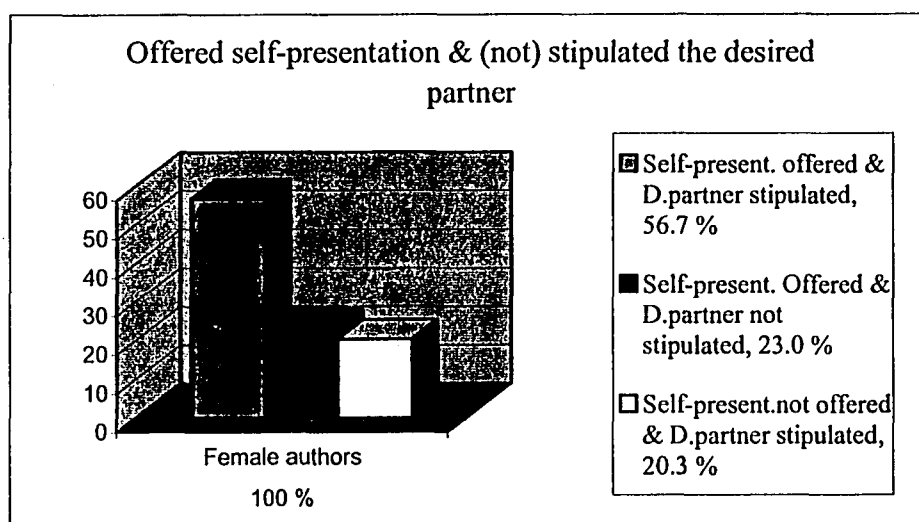 Offered self-presentation & (not) stipulated the desired
partner
60
50
40
30
20
10
0
Female authors
100 %
Self-present. offered &
D.partner stipulated,
56.7 %
Self-present. Offered &
D.partner not
stipulated, 23.0 %
Self-present.not offered
& D.partner stipulated,
20.3 %